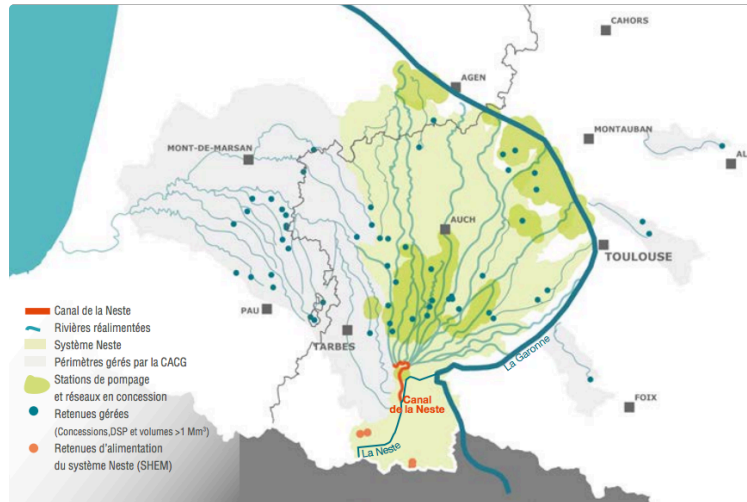 CAHORS
AGEN
MONTAUBAN
MONT-DE-MARSAN
AL
AUCH
TOULOUSE
PAU
TARBES
La Garonne
FOIX
Canal
de la Neste
La Neste
Canal de la Neste
Rivières réalimentées
Système Neste
Périmètres gérés par la CACG
Stations de pompage
et réseaux en concession
Retenues gérées
(Concessions,DSP et volumes >1 Mm³)
Retenues d'alimentation
du système Neste (SHEM)